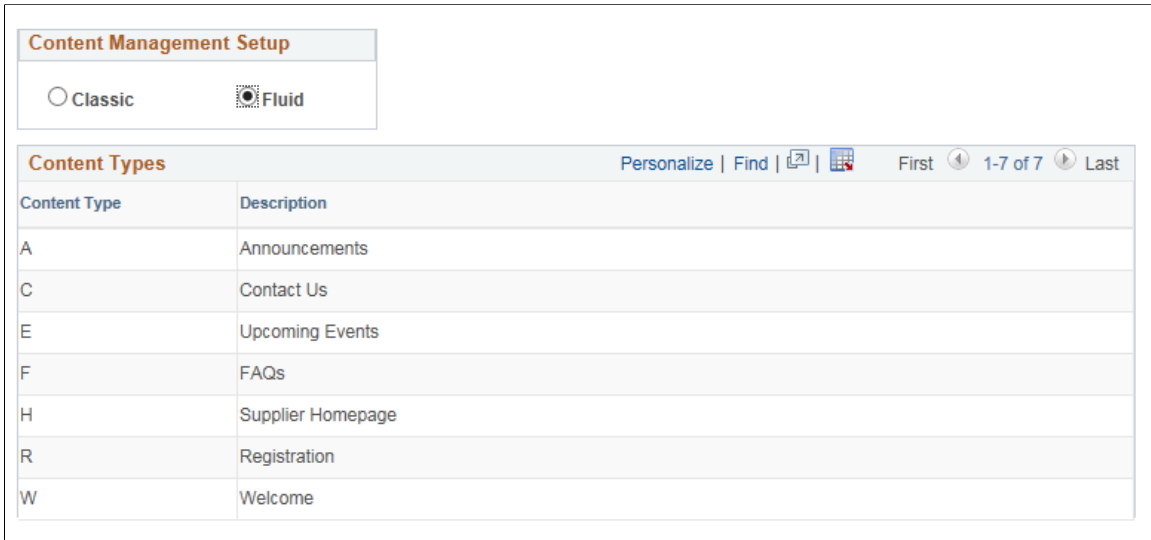 Content Management Setup
Classic Fluid
Content Types Personalize | Find | | First 1-7 of 7 Last
Content Type Description
A Announcements
C Contact Us
E Upcoming Events
F FAQs
H Supplier Homepage
R Registration
W Welcome